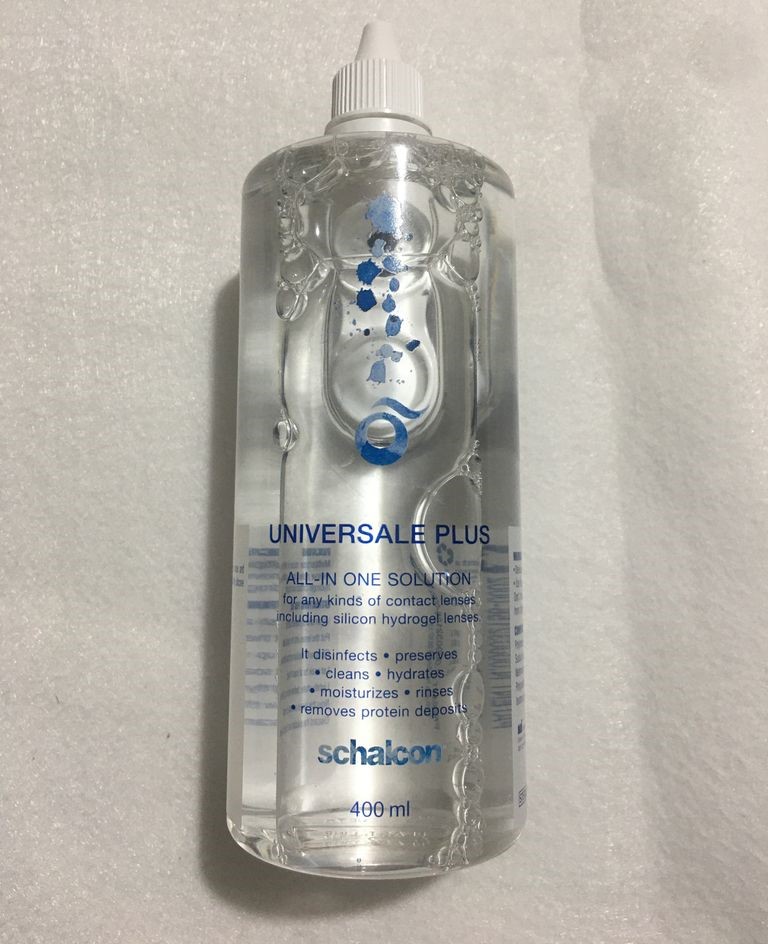 UNIVERSALE PLUS
ALL-IN ONE SOLUTION
for any kinds of contact lenses
including silicon hydrogel lenses.
It disinfects • preserves
• cleans • hydrates
• moisturizes • rinses
• removes protein deposits
schalcon
400 ml